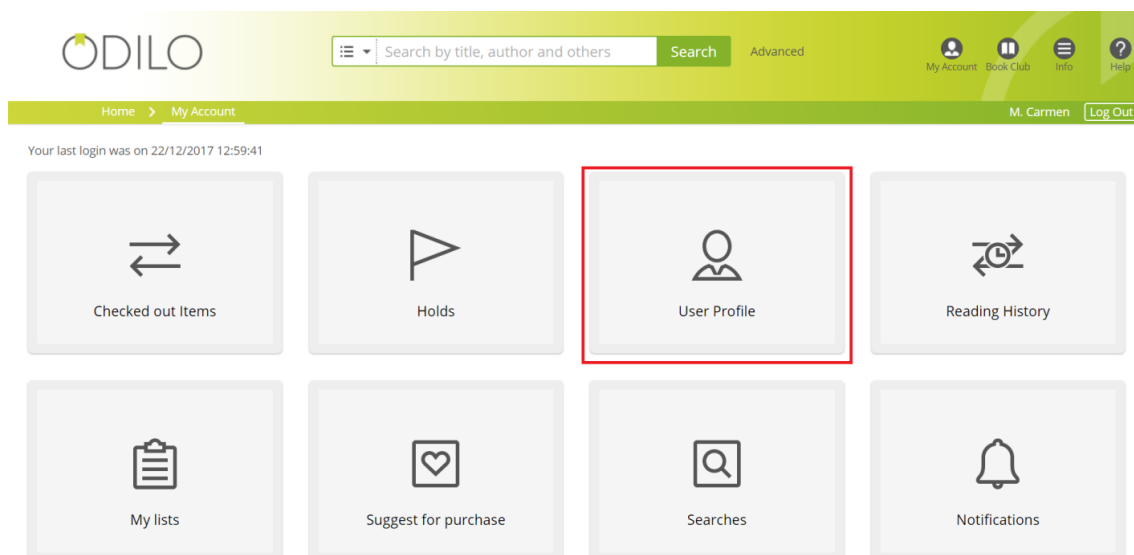 ODILO
Search by title, author and others
Search
Advanced
My Account
Book Club
Info
Help
Home > My Account
M. Carmen
Log Out
Your last login was on 22/12/2017 12:59:41
Checked out Items
Holds
User Profile
Reading History
My lists
Suggest for purchase
Searches
Notifications